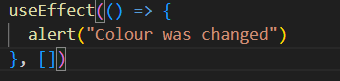 useEffect(() => {
  alert("Colour was changed")
}, [])